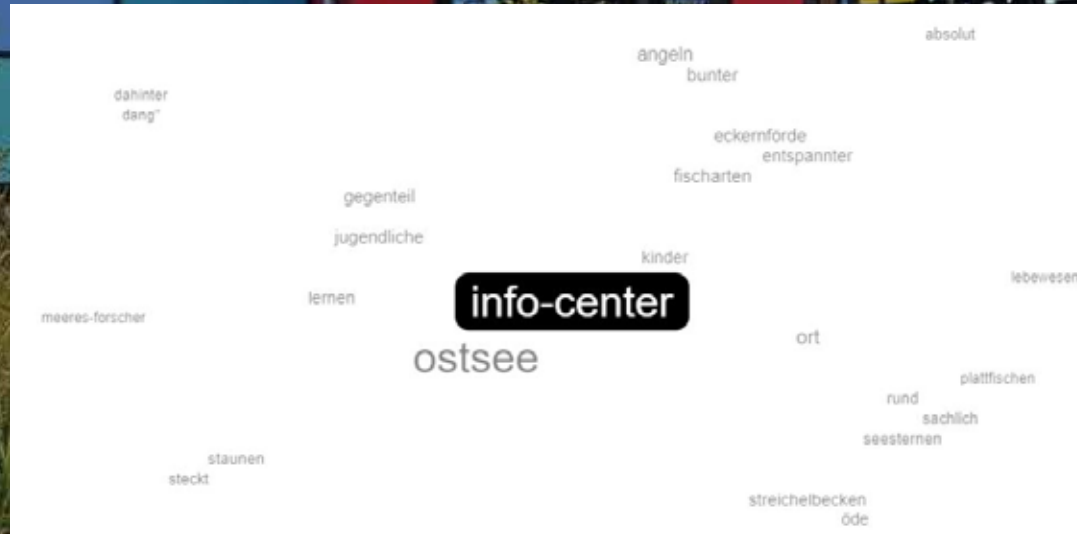 absolut
angeln
bunter
dahinter
dang"
eckernförde
entspannter
fischarten
gegenteil
jugendliche
kinder
lebewesen
lernen
info-center
meeres-forscher
ort
ostsee
plattfischen
rund
sachlich
seesternen
staunen
steckt
streichelbecken
öde